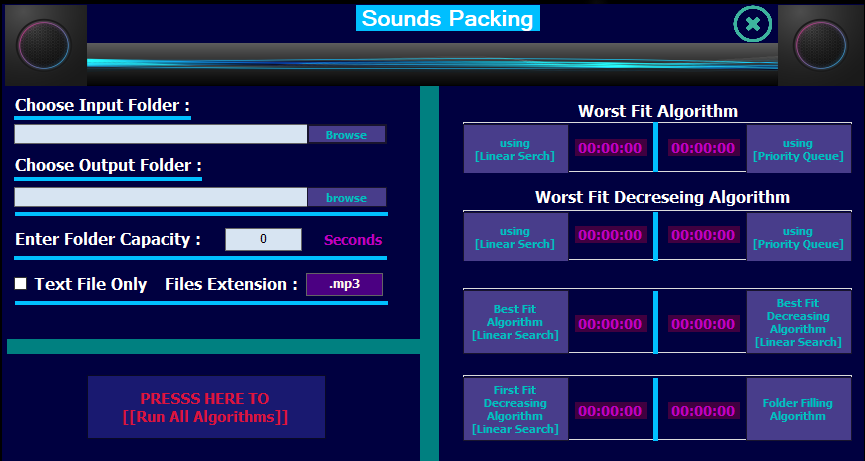 Sounds Packing
Choose Input Folder :
Browse
Choose Output Folder :
browse
Enter Folder Capacity :
0
Seconds
Text File Only
Files Extension :
.mp3
PRESSS HERE TO
[[Run All Algorithms]]
Worst Fit Algorithm
using
[Linear Serch]
00:00:00
00:00:00
using
[Priority Queue]
Worst Fit Decreseing Algorithm
using
[Linear Serch]
00:00:00
00:00:00
using
[Priority Queue]
Best Fit
Algorithm
[Linear Search]
00:00:00
00:00:00
Best Fit
Decreasing
Algorithm
[Linear Search]
First Fit
Decreasing
Algorithm
[Linear Search]
00:00:00
00:00:00
Folder Filling
Algorithm